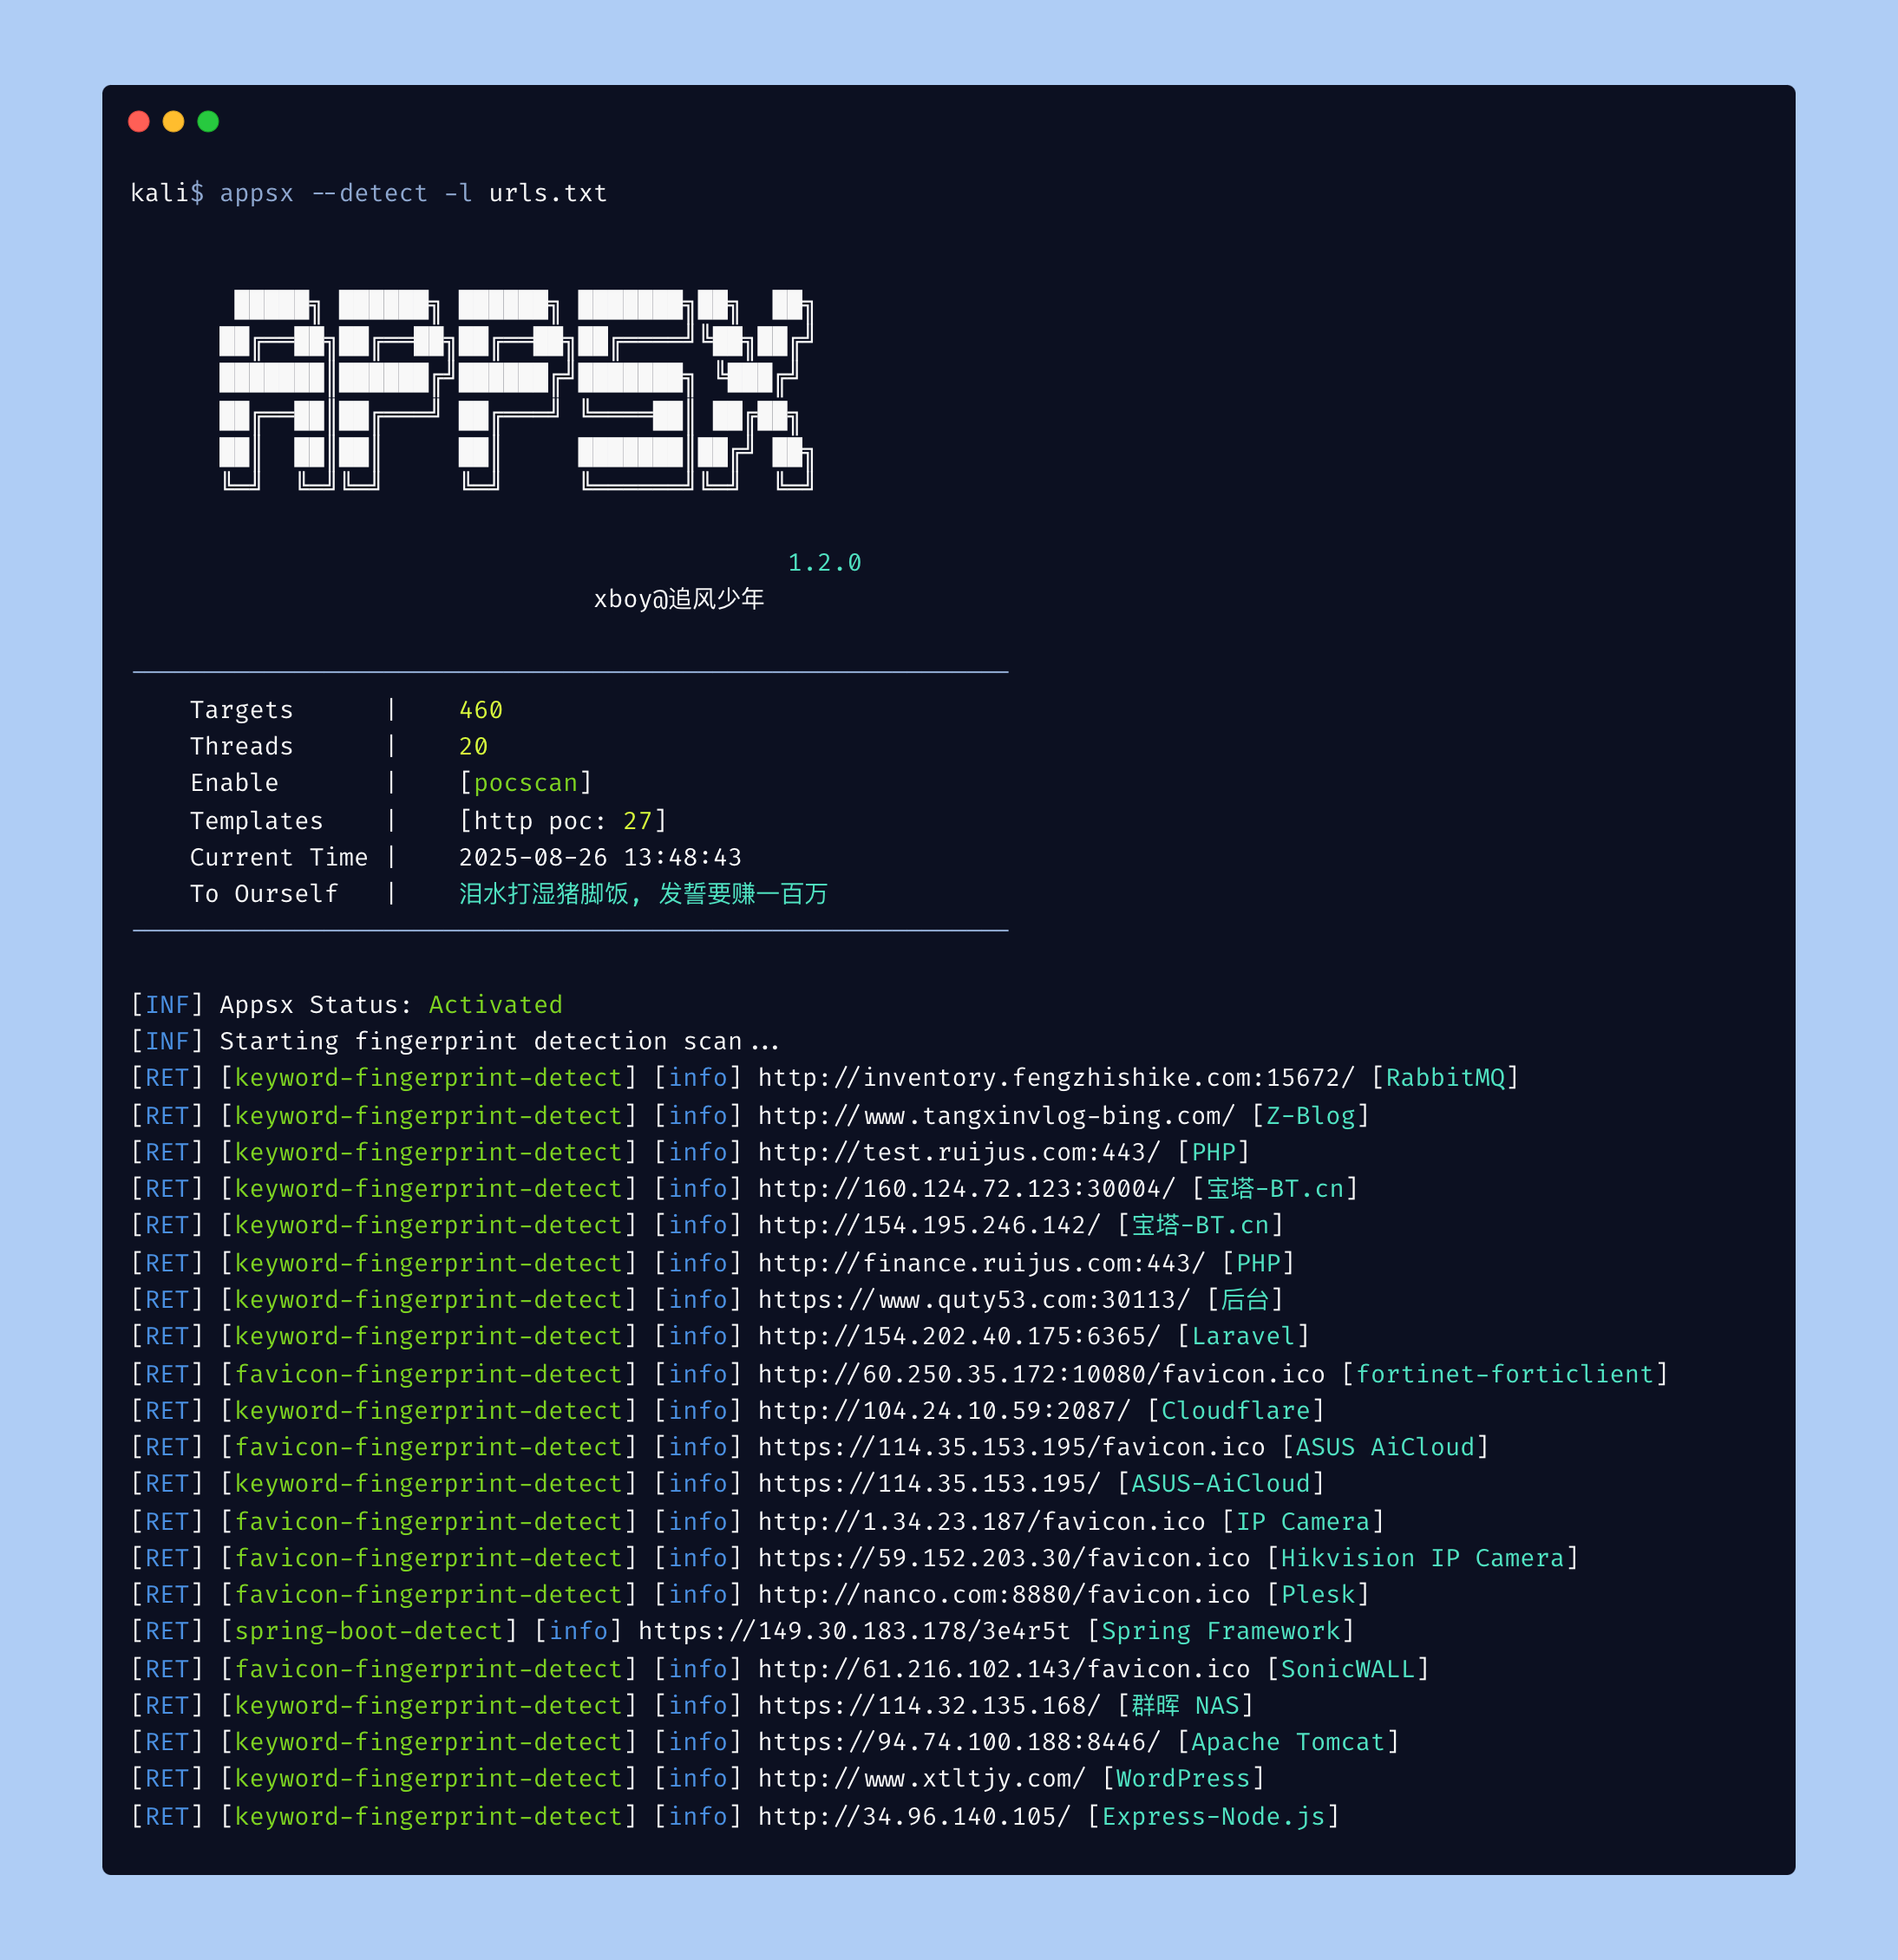 kali$ appsx --detect -l urls.txt
APPSX
1.2.0
xboy@追风少年
Targets | 460
Threads | 20
Enable | [pocscan]
Templates | [http poc: 27]
Current Time | 2025-08-26 13:48:43
To Ourself | 泪水打湿猪脚饭, 发誓要赚一百万
[INF] Appsx Status: Activated
[INF] Starting fingerprint detection scan...
[RET] [keyword-fingerprint-detect] [info] http://inventory.fengzhishike.com:15672/ [RabbitMQ]
[RET] [keyword-fingerprint-detect] [info] http://www.tangxinvlog-bing.com/ [Z-Blog]
[RET] [keyword-fingerprint-detect] [info] http://test.ruijus.com:443/ [PHP]
[RET] [keyword-fingerprint-detect] [info] http://160.124.72.123:30004/ [宝塔-BT.cn]
[RET] [keyword-fingerprint-detect] [info] http://154.195.246.142/ [宝塔-BT.cn]
[RET] [keyword-fingerprint-detect] [info] http://finance.ruijus.com:443/ [PHP]
[RET] [keyword-fingerprint-detect] [info] https://www.quty53.com:30113/ [后台]
[RET] [keyword-fingerprint-detect] [info] http://154.202.40.175:6365/ [Laravel]
[RET] [favicon-fingerprint-detect] [info] http://60.250.35.172:10080/favicon.ico [fortinet-forticlient]
[RET] [keyword-fingerprint-detect] [info] http://104.24.10.59:2087/ [Cloudflare]
[RET] [favicon-fingerprint-detect] [info] https://114.35.153.195/favicon.ico [ASUS AiCloud]
[RET] [keyword-fingerprint-detect] [info] https://114.35.153.195/ [ASUS-AiCloud]
[RET] [favicon-fingerprint-detect] [info] http://1.34.23.187/favicon.ico [IP Camera]
[RET] [favicon-fingerprint-detect] [info] https://59.152.203.30/favicon.ico [Hikvision IP Camera]
[RET] [favicon-fingerprint-detect] [info] http://nanco.com:8880/favicon.ico [Plesk]
[RET] [spring-boot-detect] [info] https://149.30.183.178/3e4r5t [Spring Framework]
[RET] [favicon-fingerprint-detect] [info] http://61.216.102.143/favicon.ico [SonicWALL]
[RET] [keyword-fingerprint-detect] [info] https://114.32.135.168/ [群晖 NAS]
[RET] [keyword-fingerprint-detect] [info] https://94.74.100.188:8446/ [Apache Tomcat]
[RET] [keyword-fingerprint-detect] [info] http://www.xtltjy.com/ [WordPress]
[RET] [keyword-fingerprint-detect] [info] http://34.96.140.105/ [Express-Node.js]